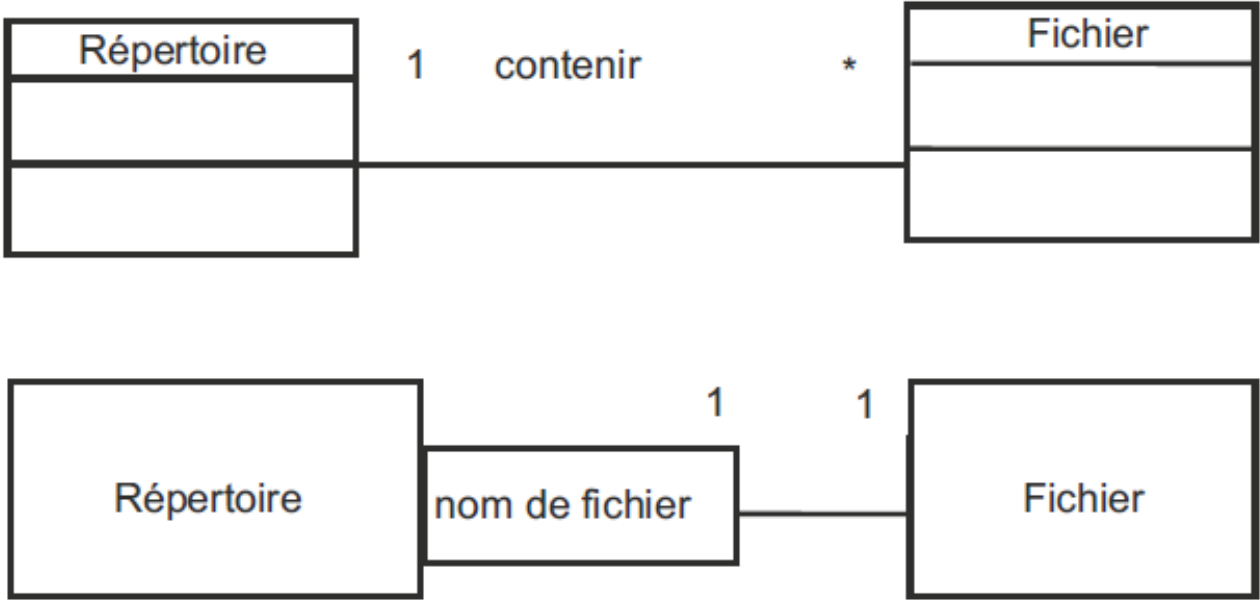 Répertoire
1 contenir *
Fichier
1 1
Répertoire
nom de fichier
Fichier